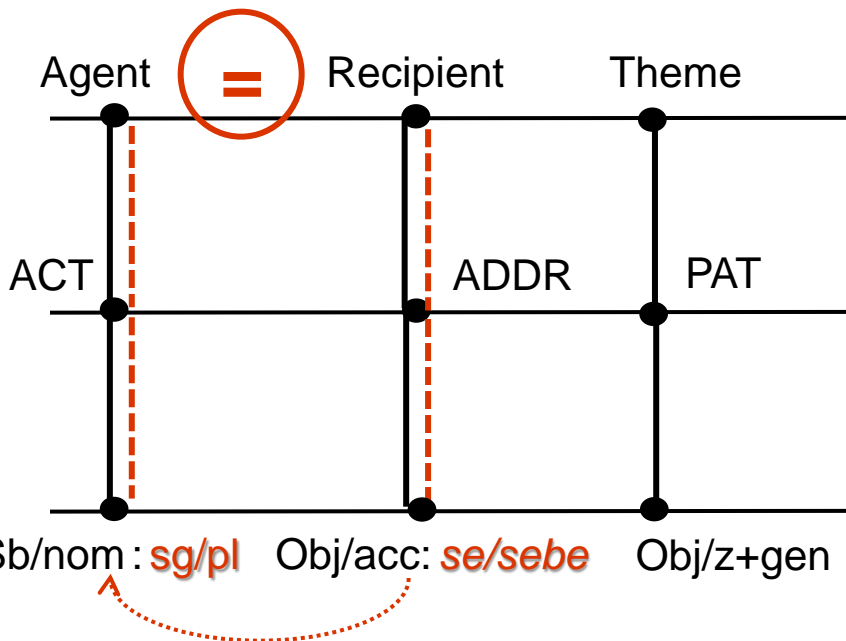 Agent = Recipient Theme
ACT ADDR PAT
Sb/nom : sg/pl Obj/acc: se/sebe Obj/z+gen